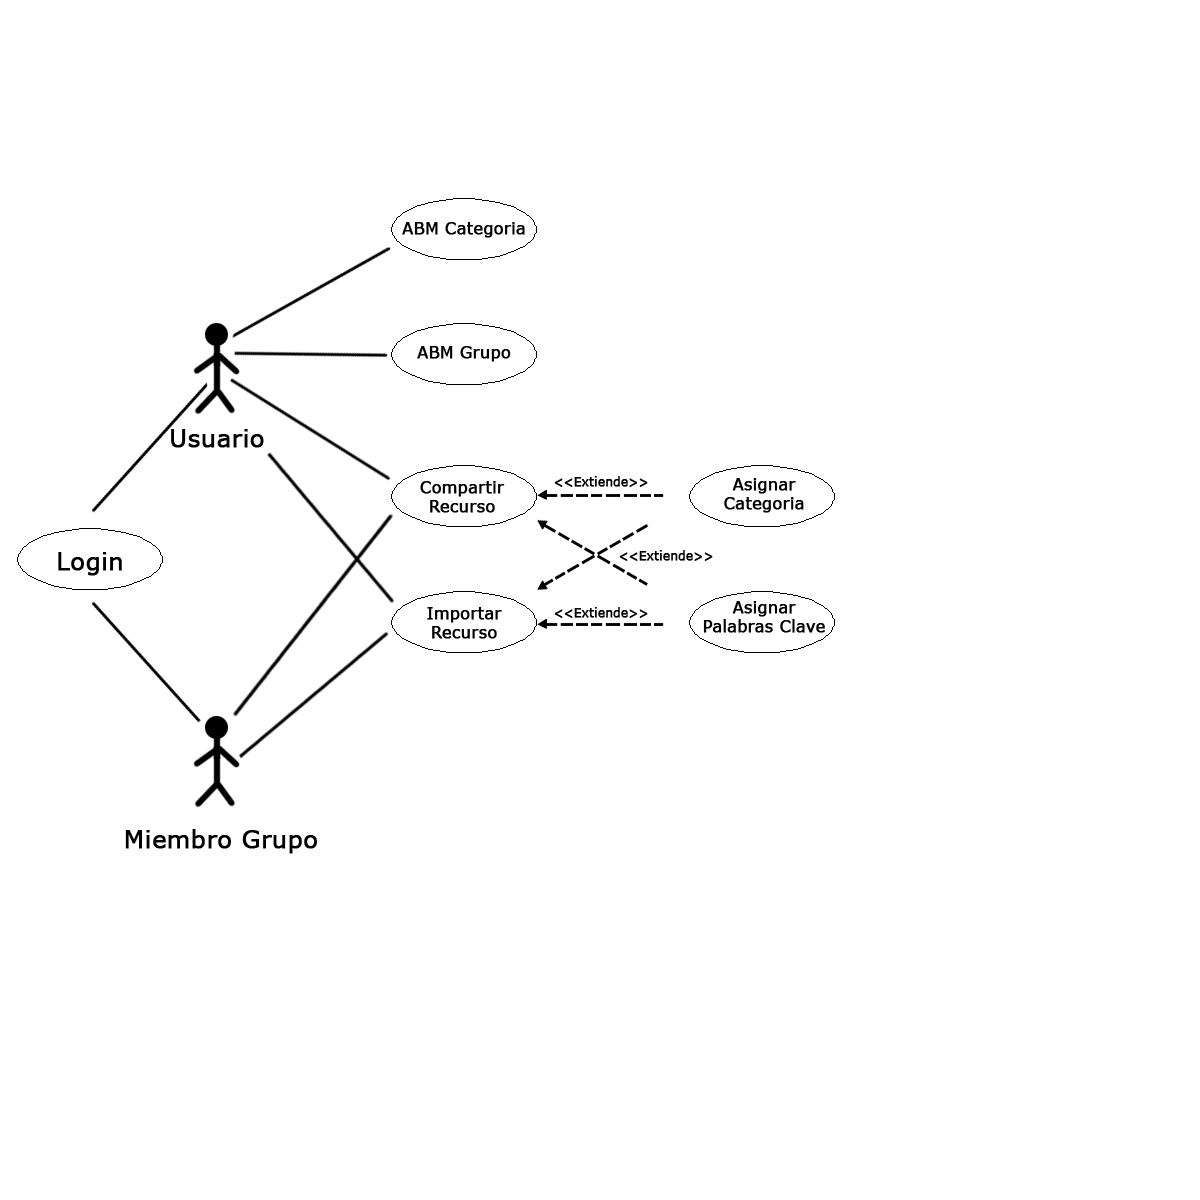 ABM Categoria
ABM Grupo
Usuario
Compartir
Recurso
<<Extiende>>
Asignar
Categoria
Login
<<Extiende>>
Importar
Recurso
<<Extiende>>
Asignar
Palabras Clave
Miembro Grupo